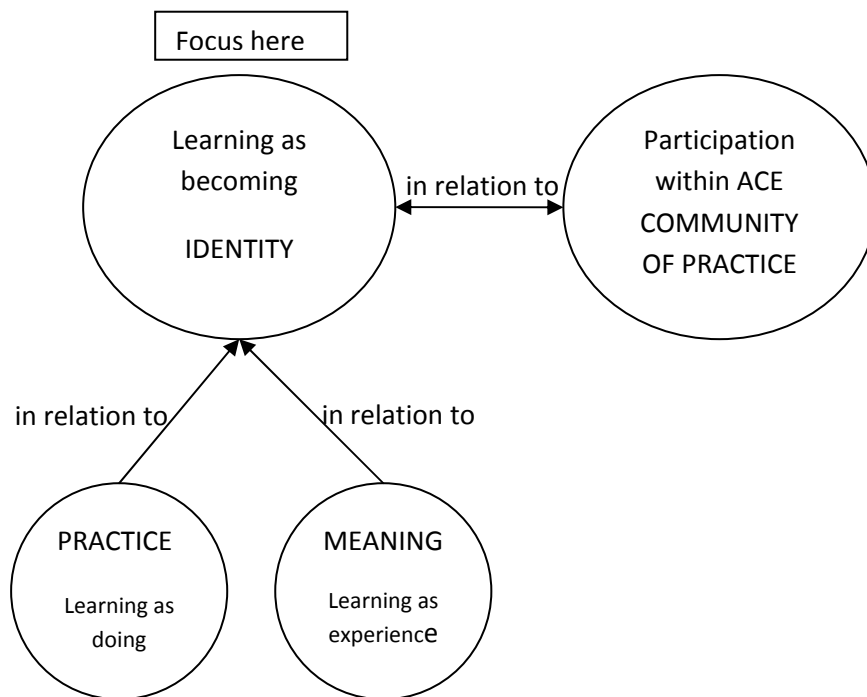 Focus here
Learning as
becoming
IDENTITY
in relation to
Participation
within ACE
COMMUNITY
OF PRACTICE
in relation to
in relation to
PRACTICE
Learning as
doing
MEANING
Learning as
experience